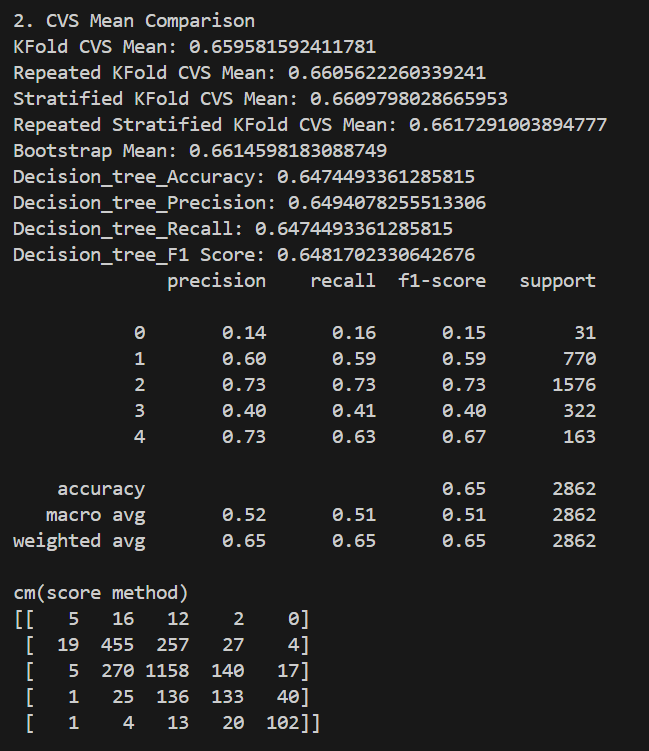 2. CVS Mean Comparison
KFold CVS Mean: 0.659581592411781
Repeated KFold CVS Mean: 0.6605622260339241
Stratified KFold CVS Mean: 0.6609798028665953
Repeated Stratified KFold CVS Mean: 0.6617291003894777
Bootstrap Mean: 0.6614598183088749
Decision_tree_Accuracy: 0.6474493361285815
Decision_tree_Precision: 0.6494078255513306
Decision_tree_Recall: 0.6474493361285815
Decision_tree_F1 Score: 0.6481702330642676
precision recall f1-score support
0 0.14 0.16 0.15 31
1 0.60 0.59 0.59 770
2 0.73 0.73 0.73 1576
3 0.40 0.41 0.40 322
4 0.73 0.63 0.67 163
accuracy 0.65 2862
macro avg 0.52 0.51 0.51 2862
weighted avg 0.65 0.65 0.65 2862
cm(score method)
[[ 5 16 12 2 0]
[ 19 455 257 27 4]
[ 5 270 1158 140 17]
[ 1 25 136 133 40]
[ 1 4 13 20 102]]